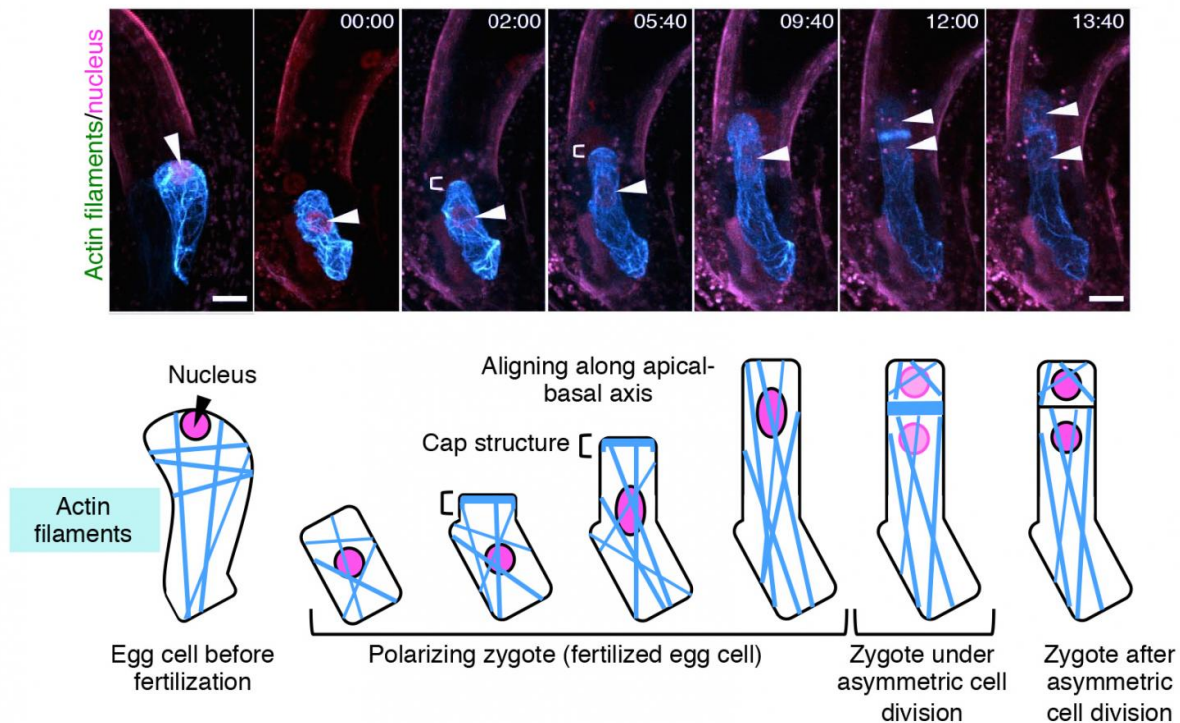 Actin filaments/nucleus
00:00
02:00
05:40
09:40
12:00
13:40
Nucleus
Aligning along apical-
basal axis
Cap structure
Actin
filaments
Egg cell before
fertilization
Polarizing zygote (fertilized egg cell)
Zygote under
asymmetric cell
division
Zygote after
asymmetric
cell division